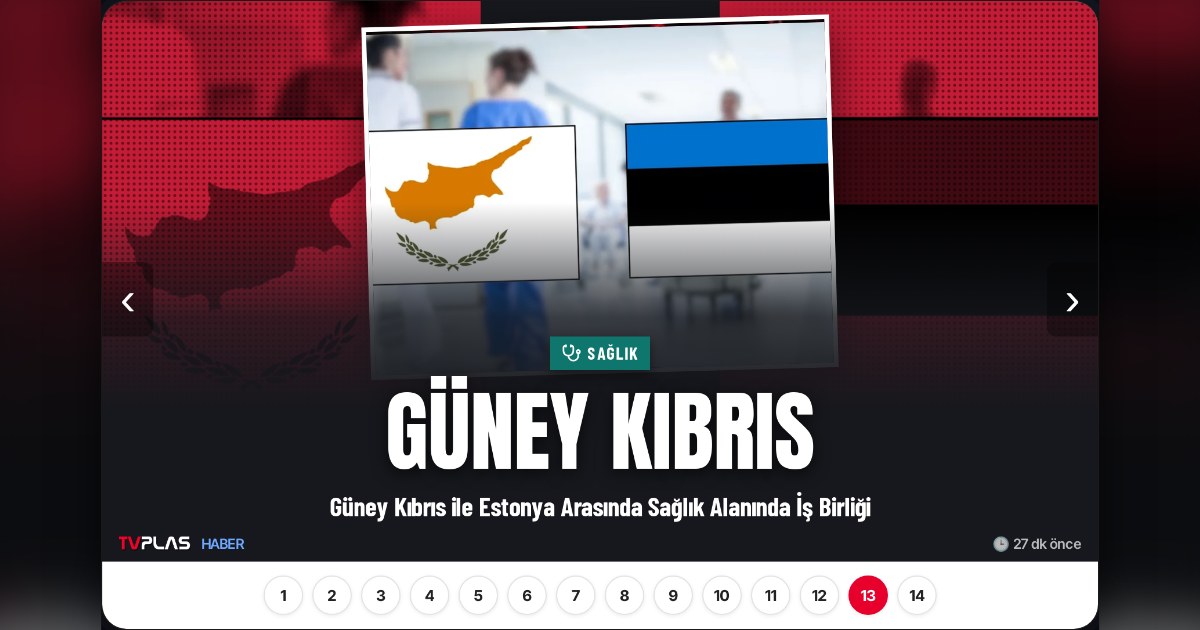 SAĞLIK
GÜNEY KIBRIS
Güney Kıbrıs ile Estonya Arasında Sağlık Alanında İş Birliği
TVPLAS HABER
27 dk önce
1 2 3 4 5 6 7 8 9 10 11 12 13 14